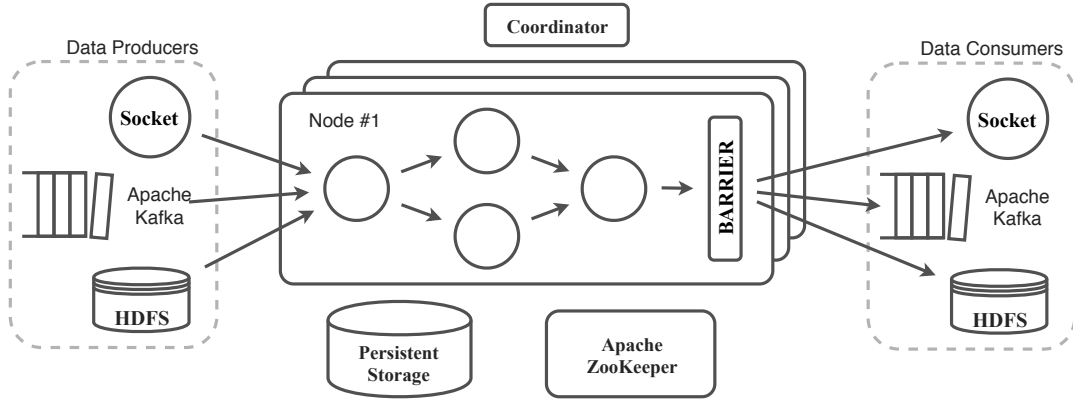 Coordinator
Data Producers
Socket
Apache
Kafka
HDFS
Node #1
BARRIER
Persistent
Storage
Apache
ZooKeeper
Data Consumers
Socket
Apache
Kafka
HDFS